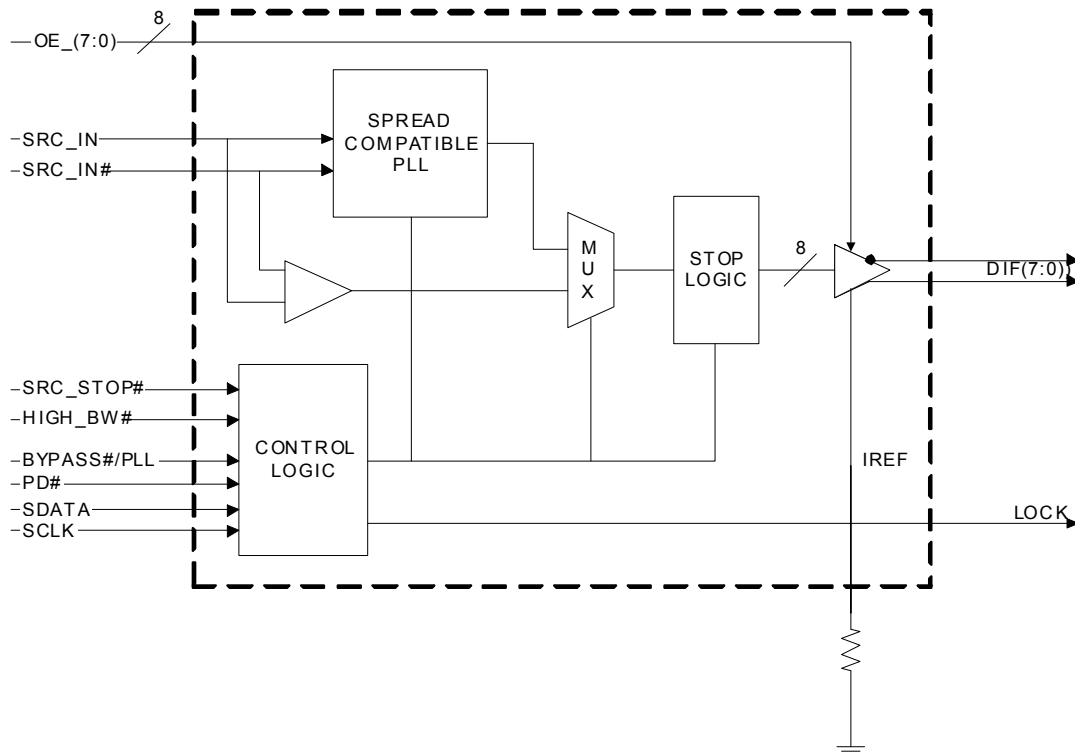 8
OE_(7:0)
SPREAD
COMPATIBLE
PLL
SRC_IN
SRC_IN#
M
U
X
STOP
LOGIC
8
DIF(7:0))
SRC_STOP#
HIGH_BW#
BYPASS#/PLL
PD#
SDATA
SCLK
CONTROL
LOGIC
IREF
LOCK